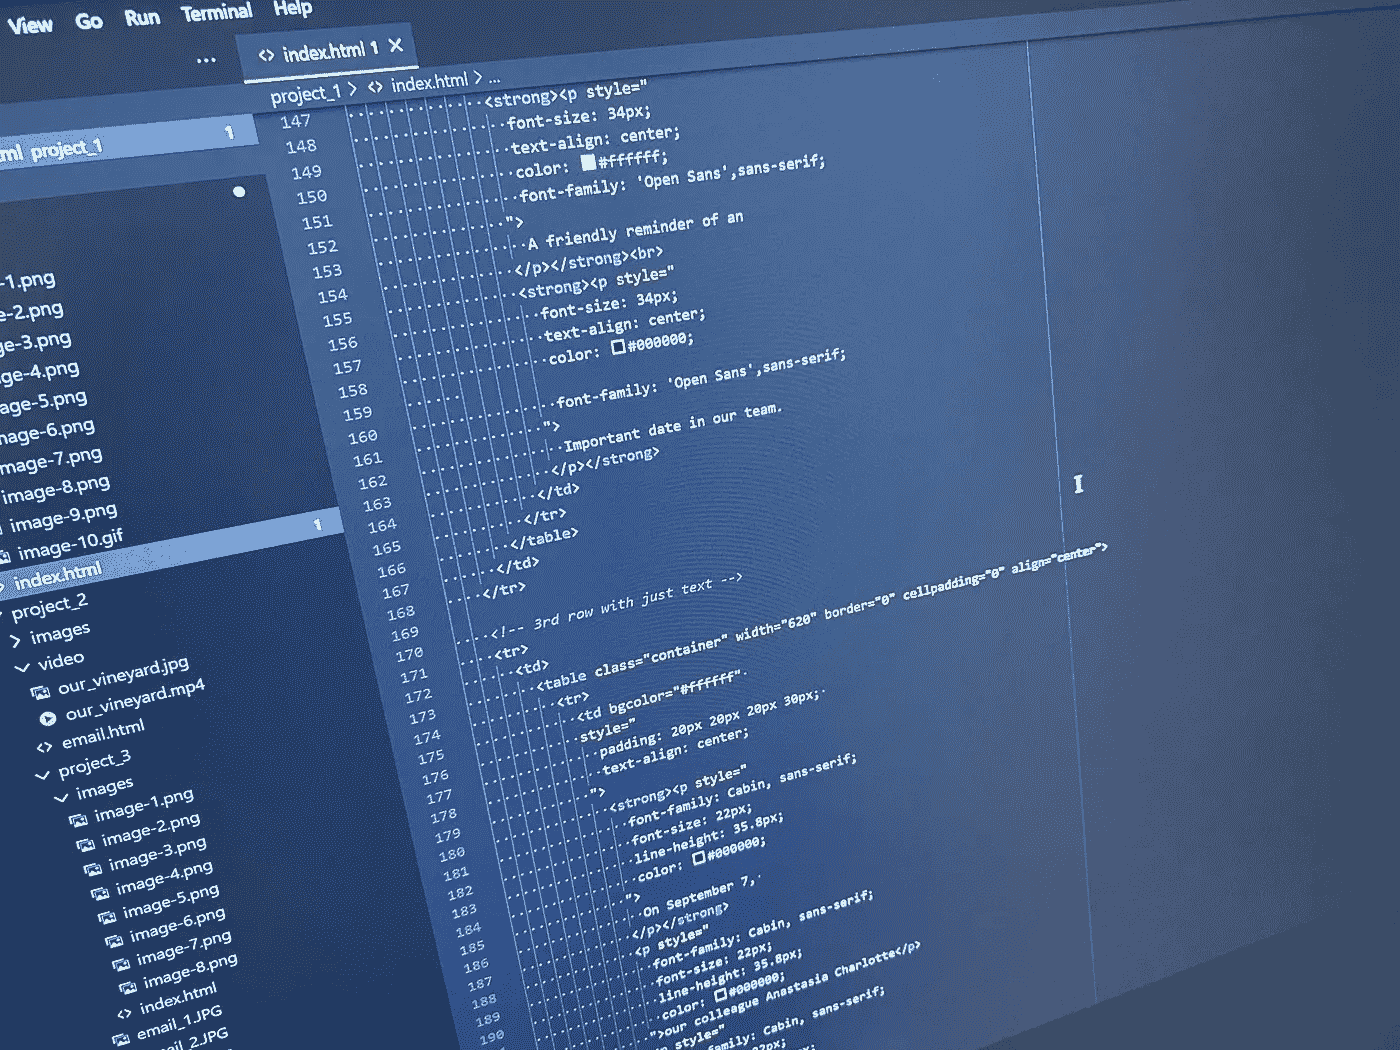 View Go Run Terminal Help
... <> index.html 1 ×
project_1 > <> index.html > ...
project_1 1
-1.png
e-2.png
ge-3.png
ge-4.png
age-5.png
nage-6.png
mage-7.png
image-8.png
image-9.png
image-10.gif
index.html 1
project_2
> images
video
our_vineyard.jpg
our_vineyard.mp4
<> email.html
project_3
images
image-1.png
image-2.png
image-3.png
image-4.png
image-5.png
image-6.png
image-7.png
image-8.png
<> index.html
email_1.JPG
ail_2.JPG
147 <strong><p style="
148 font-size: 34px;
149 text-align: center;
150 color: #ffffff;
151 font-family: 'Open Sans',sans-serif;
152 ">
153 A friendly reminder of an
154 </p></strong><br>
155 <strong><p style="
156 font-size: 34px;
157 text-align: center;
158 color: #000000;
159
160 font-family: 'Open Sans',sans-serif;
161 ">
162 Important date in our team.
163 </p></strong>
164 </td>
165 </tr>
166 </table>
167 </td>
168 </tr>
169
170 <!-- 3rd row with just text -->
171 <tr>
172 <td>
173 <table class="container" width="620" border="0" cellpadding="0" align="center">
174 <tr>
175 <td bgcolor="#ffffff"
176 style="
177 padding: 20px 20px 20px 30px;
178 text-align: center;
179 ">
180 <strong><p style="
181 font-family: Cabin, sans-serif;
182 font-size: 22px;
183 line-height: 35.8px;
184 color: #000000;
185 ">
186 On September 7,
187 </p></strong>
188 <p style="
189 font-family: Cabin, sans-serif;
190 font-size: 22px;
line-height: 35.8px;
color: #000000;
">our colleague Anastasia Charlotte</p>
style="
family: Cabin, sans-serif;
22px;